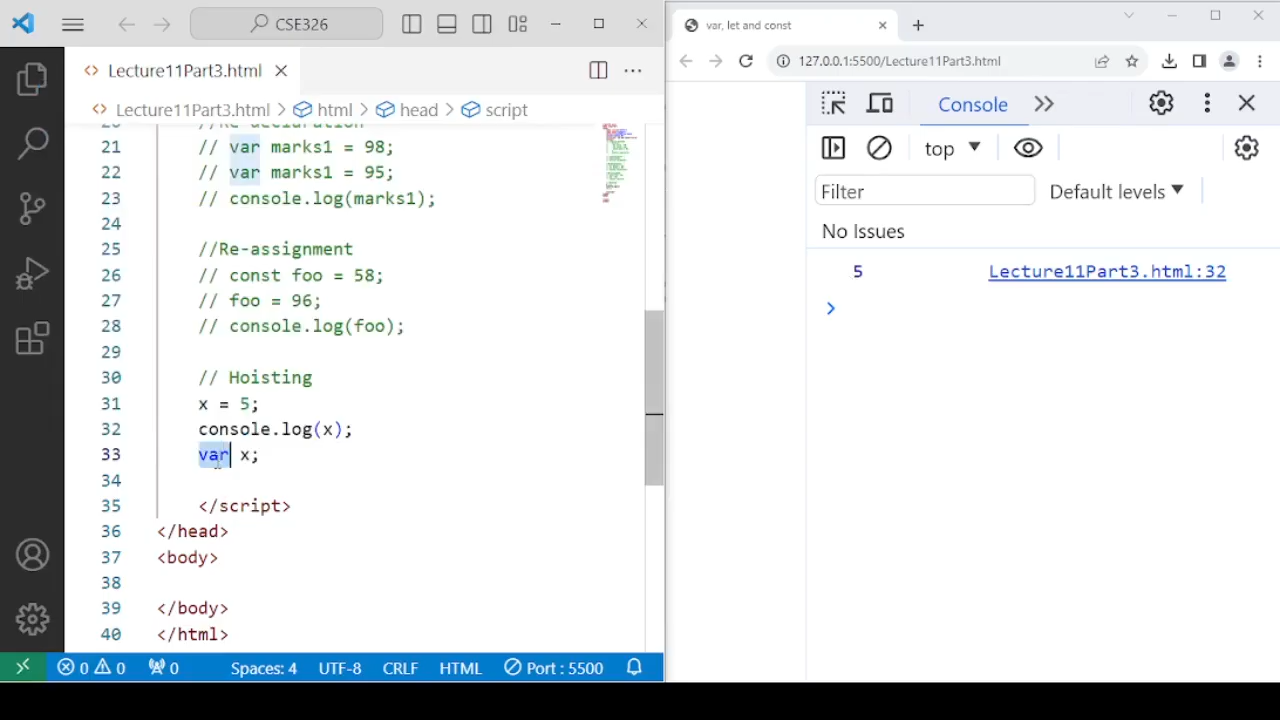 CSE326
Lecture11Part3.html
Lecture11Part3.html > html > head > script
20 //Re-declaration
21 // var marks1 = 98;
22 // var marks1 = 95;
23 // console.log(marks1);
24
25 //Re-assignment
26 // const foo = 58;
27 // foo = 96;
28 // console.log(foo);
29
30 // Hoisting
31 x = 5;
32 console.log(x);
33 var x;
34
35 </script>
36 </head>
37 <body>
38
39 </body>
40 </html>
0 0 0 Spaces: 4 UTF-8 CRLF HTML Port : 5500
var, let and const
127.0.0.1:5500/Lecture11Part3.html
Console
top
Filter Default levels
No Issues
5 Lecture11Part3.html:32